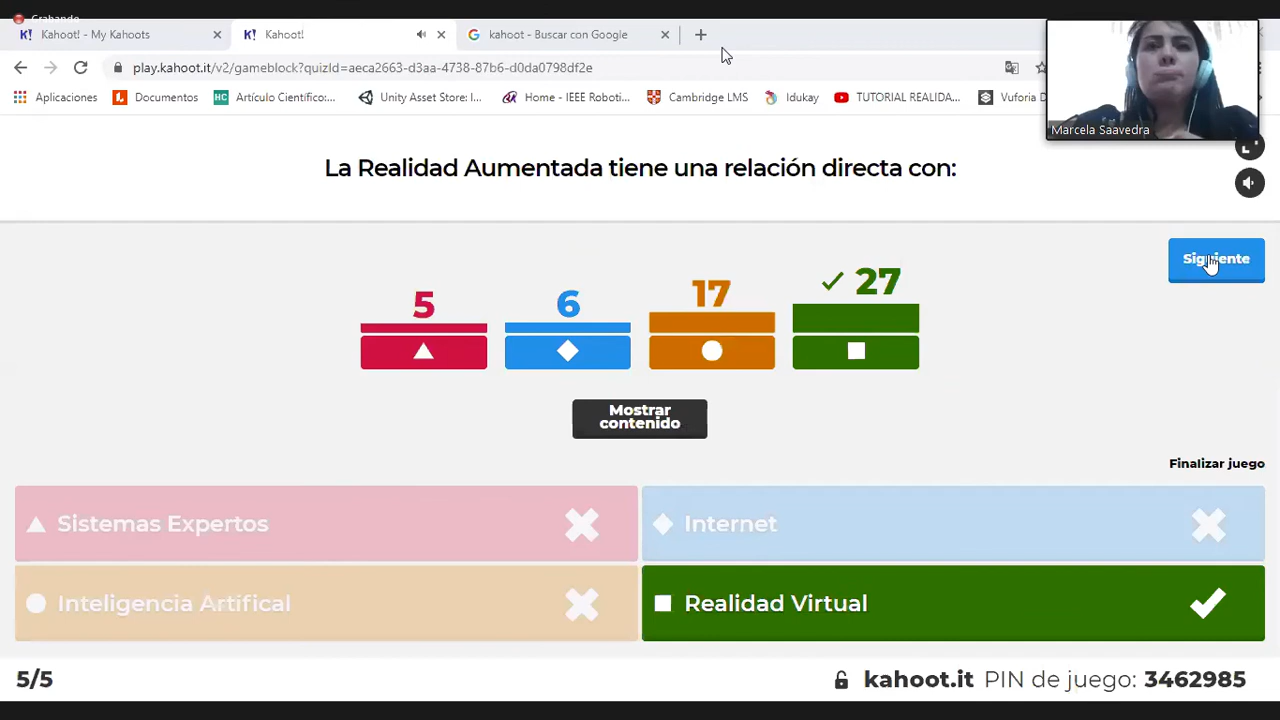 Grabando
Kahoot! - My Kahoots
Kahoot!
kahoot - Buscar con Google
play.kahoot.it/v2/gameblock?quizId=aeca2663-d3aa-4738-87b6-d0da0798df2e
Aplicaciones
Documentos
HC Artículo Científico:...
Unity Asset Store: I...
Home - IEEE Roboti...
Cambridge LMS
Idukay
TUTORIAL REALIDA...
Vuforia D
Marcela Saavedra
La Realidad Aumentada tiene una relación directa con:
Siguiente
5
6
17
27
Mostrar
contenido
Finalizar juego
Sistemas Expertos
Internet
Inteligencia Artifical
Realidad Virtual
5/5
kahoot.it PIN de juego: 3462985